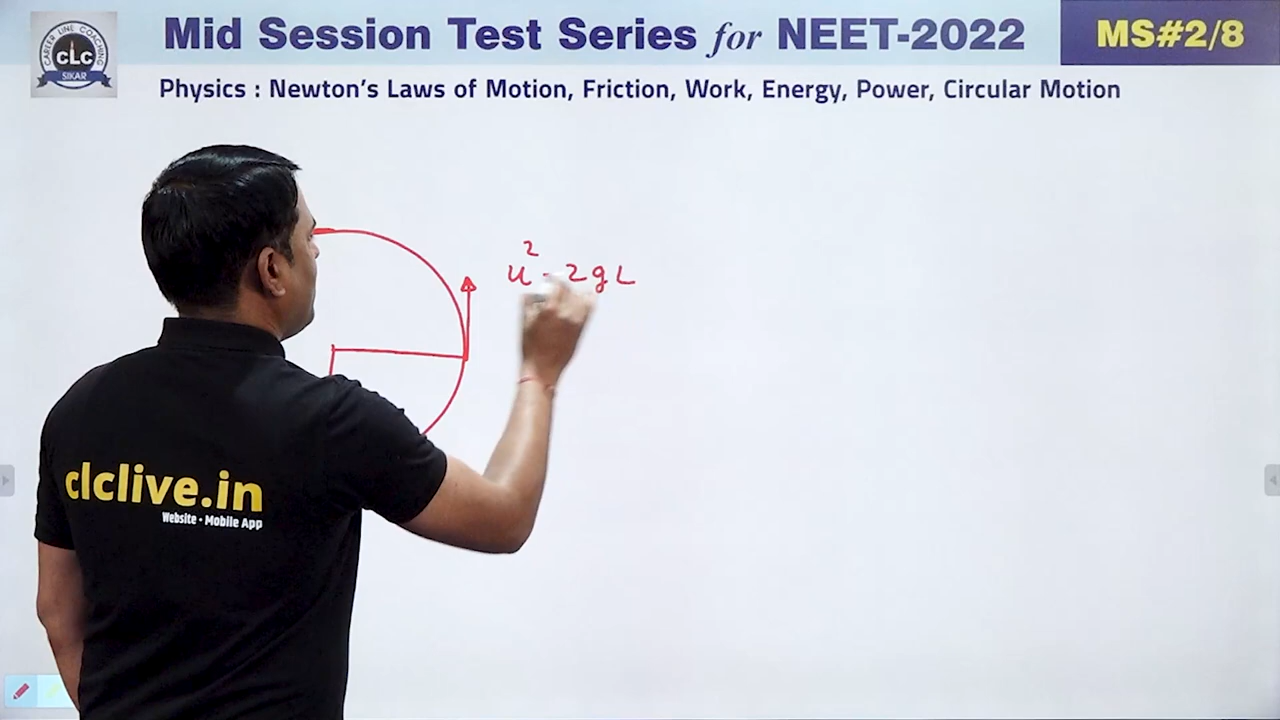 Mid Session Test Series for NEET-2022
MS#2/8
CAREER LINE COACHING
CLC
SIKAR
Physics : Newton's Laws of Motion, Friction, Work, Energy, Power, Circular Motion
u² - 2gL
clclive.in
Website • Mobile App